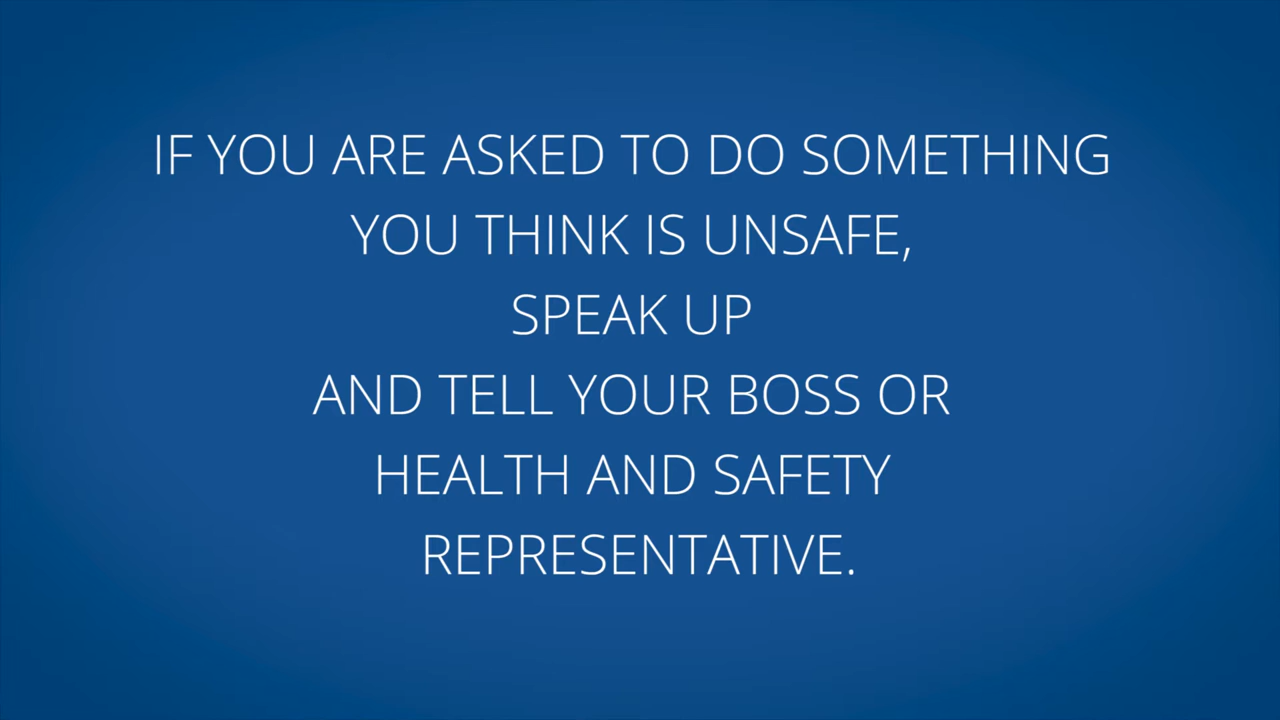 IF YOU ARE ASKED TO DO SOMETHING
YOU THINK IS UNSAFE,
SPEAK UP
AND TELL YOUR BOSS OR
HEALTH AND SAFETY
REPRESENTATIVE.